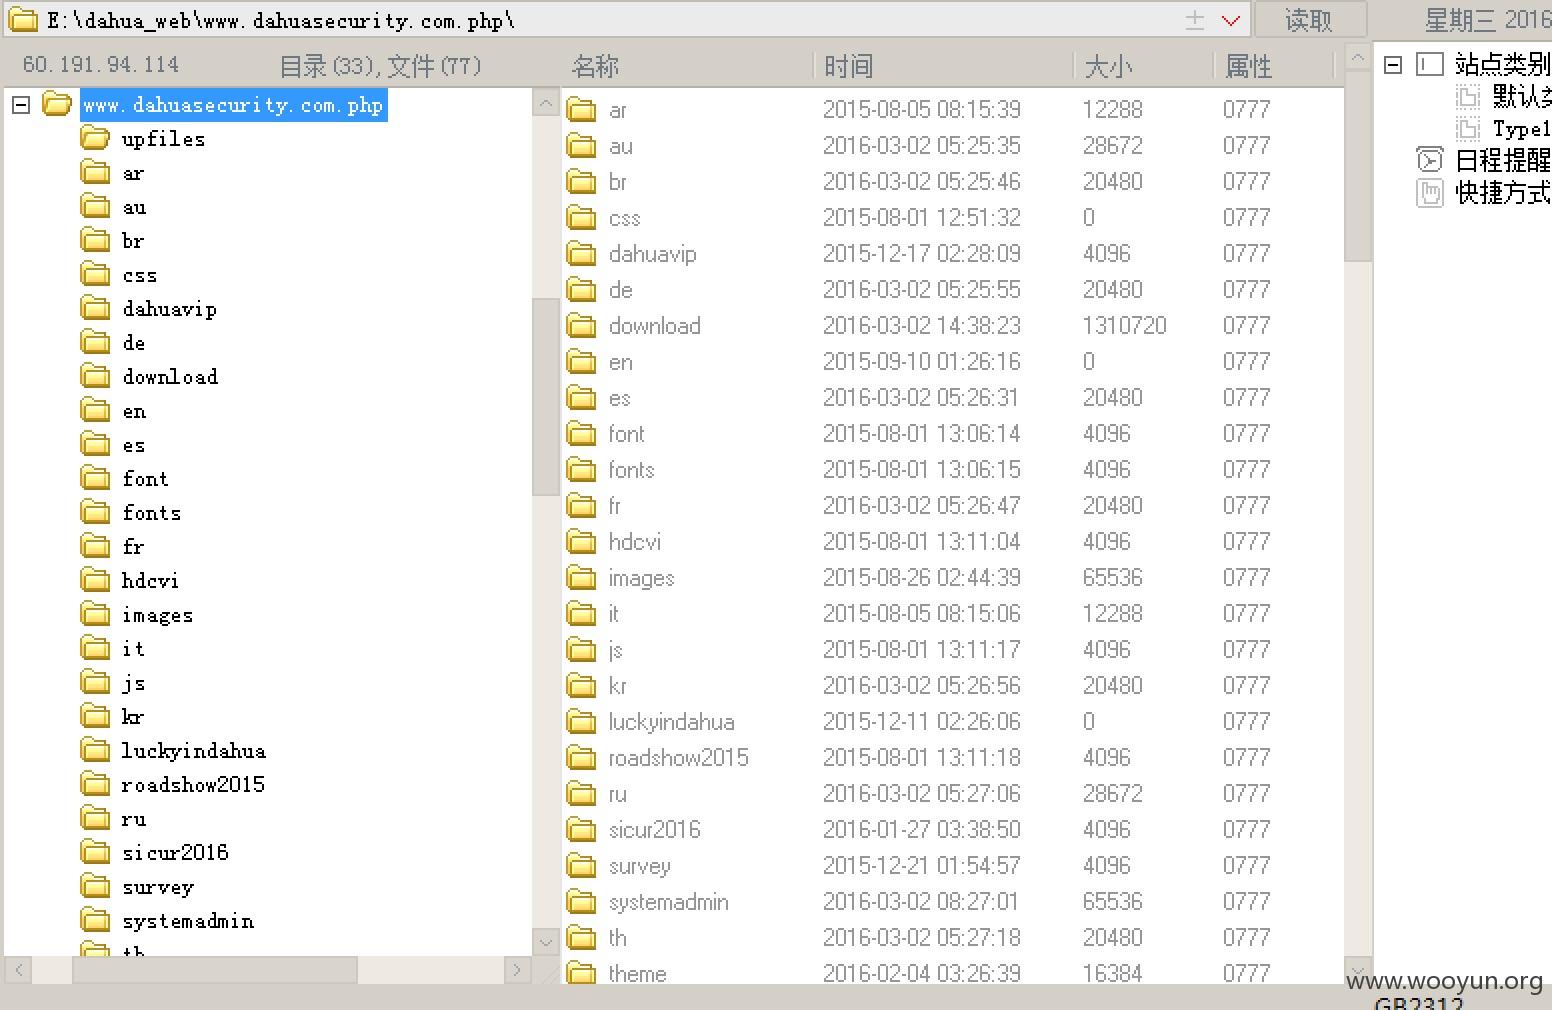 E:\dahua_web\www.dahuasecurity.com.php\ 读取 星期三 2016
60.191.94.114 目录(33),文件(77) 名称 时间 大小 属性
www.dahuasecurity.com.php
upfiles
ar
au
br
css
dahuavip
de
download
en
es
font
fonts
fr
hdcvi
images
it
js
kr
luckyindahua
roadshow2015
ru
sicur2016
survey
systemadmin
th
ar 2015-08-05 08:15:39 12288 0777
au 2016-03-02 05:25:35 28672 0777
br 2016-03-02 05:25:46 20480 0777
css 2015-08-01 12:51:32 0 0777
dahuavip 2015-12-17 02:28:09 4096 0777
de 2016-03-02 05:25:55 20480 0777
download 2016-03-02 14:38:23 1310720 0777
en 2015-09-10 01:26:16 0 0777
es 2016-03-02 05:26:31 20480 0777
font 2015-08-01 13:06:14 4096 0777
fonts 2015-08-01 13:06:15 4096 0777
fr 2016-03-02 05:26:47 20480 0777
hdcvi 2015-08-01 13:11:04 4096 0777
images 2015-08-26 02:44:39 65536 0777
it 2015-08-05 08:15:06 12288 0777
js 2015-08-01 13:11:17 4096 0777
kr 2016-03-02 05:26:56 20480 0777
luckyindahua 2015-12-11 02:26:06 0 0777
roadshow2015 2015-08-01 13:11:18 4096 0777
ru 2016-03-02 05:27:06 28672 0777
sicur2016 2016-01-27 03:38:50 4096 0777
survey 2015-12-21 01:54:57 4096 0777
systemadmin 2016-03-02 08:27:01 65536 0777
th 2016-03-02 05:27:18 20480 0777
theme 2016-02-04 03:26:39 16384 0777
站点类别
默认类
Type1
日程提醒
快捷方式
www.wooyun.org
GB2312